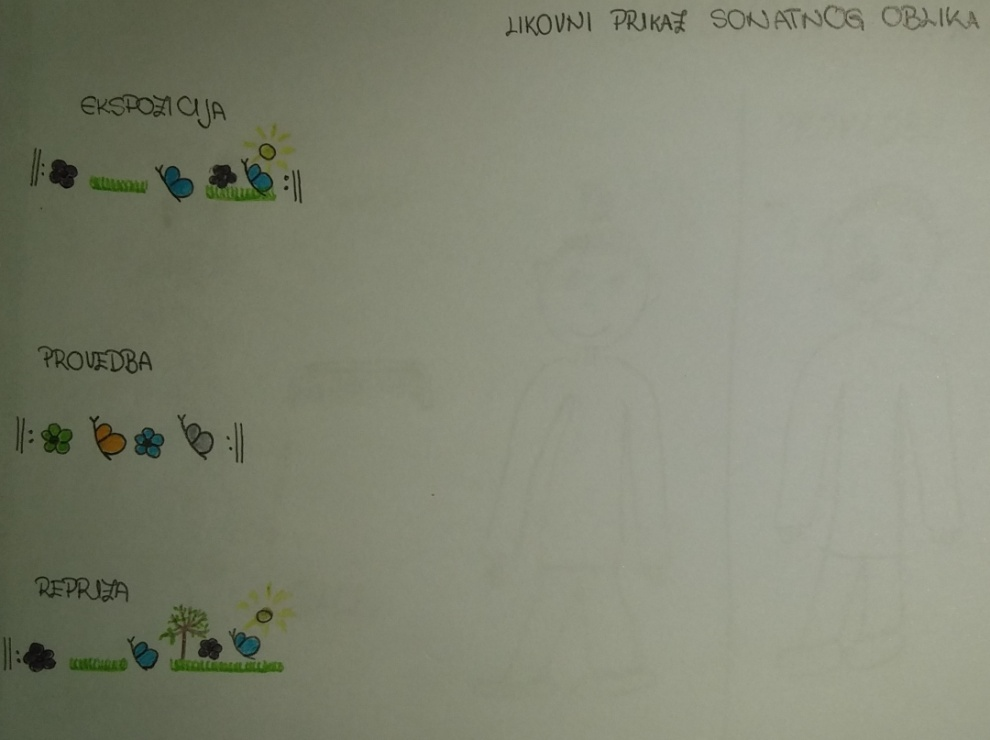 LIKOVNI PRIKAZ SONATNOG OBLIKA
EKSPOZICIJA
PROVEDBA
REPRIZA